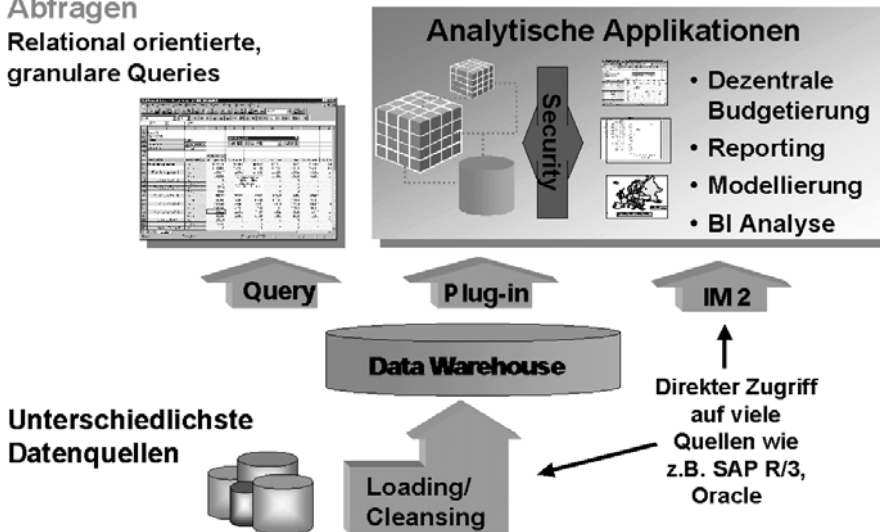 Abfragen
Relational orientierte,
granulare Queries
Analytische Applikationen
Security
• Dezentrale
Budgetierung
• Reporting
• Modellierung
• BI Analyse
Query
Plug-in
IM 2
Data Warehouse
Direkter Zugriff
auf viele
Quellen wie
z.B. SAP R/3,
Oracle
Unterschiedlichste
Datenquellen
Loading/
Cleansing